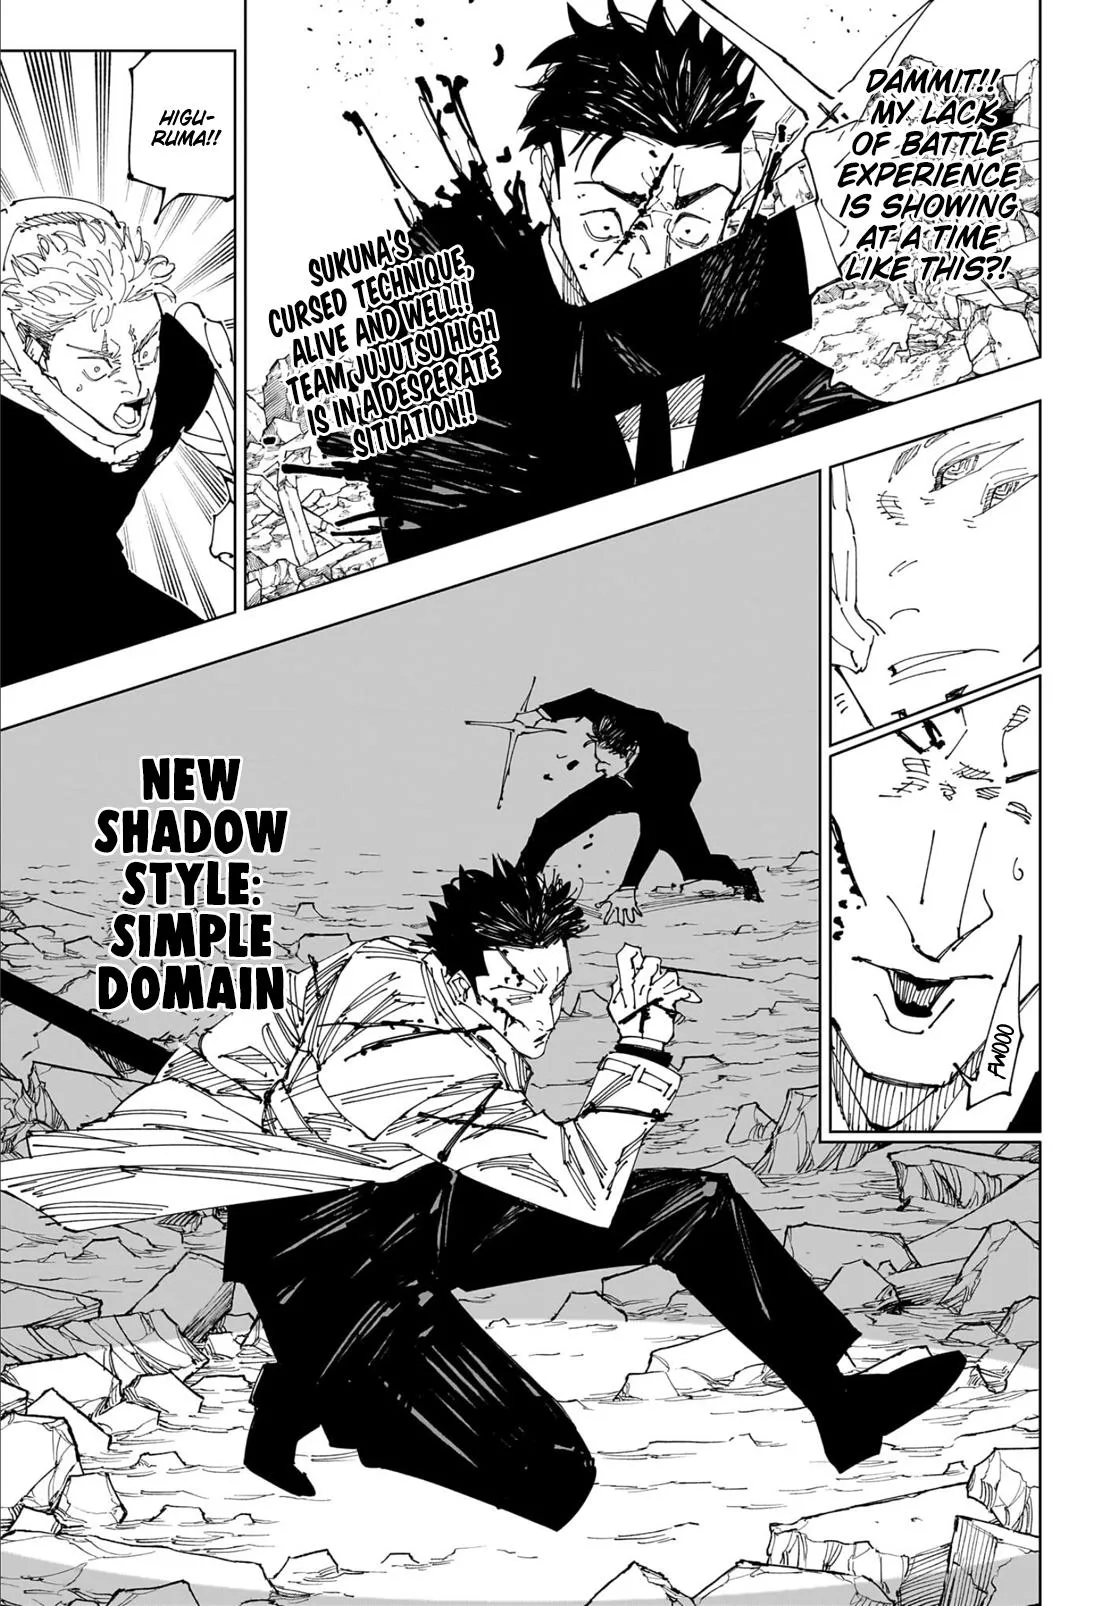 DAMMIT!!
MY LACK
OF BATTLE
EXPERIENCE
IS SHOWING
AT A TIME
LIKE THIS?!
SUKUNA'S
CURSED TECHNIQUE,
ALIVE AND WELL!!
TEAM JUJUTSU HIGH
IS IN A DESPERATE
SITUATION!!
HIGU-
RUMA!!
FWOOO
NEW
SHADOW
STYLE:
SIMPLE
DOMAIN